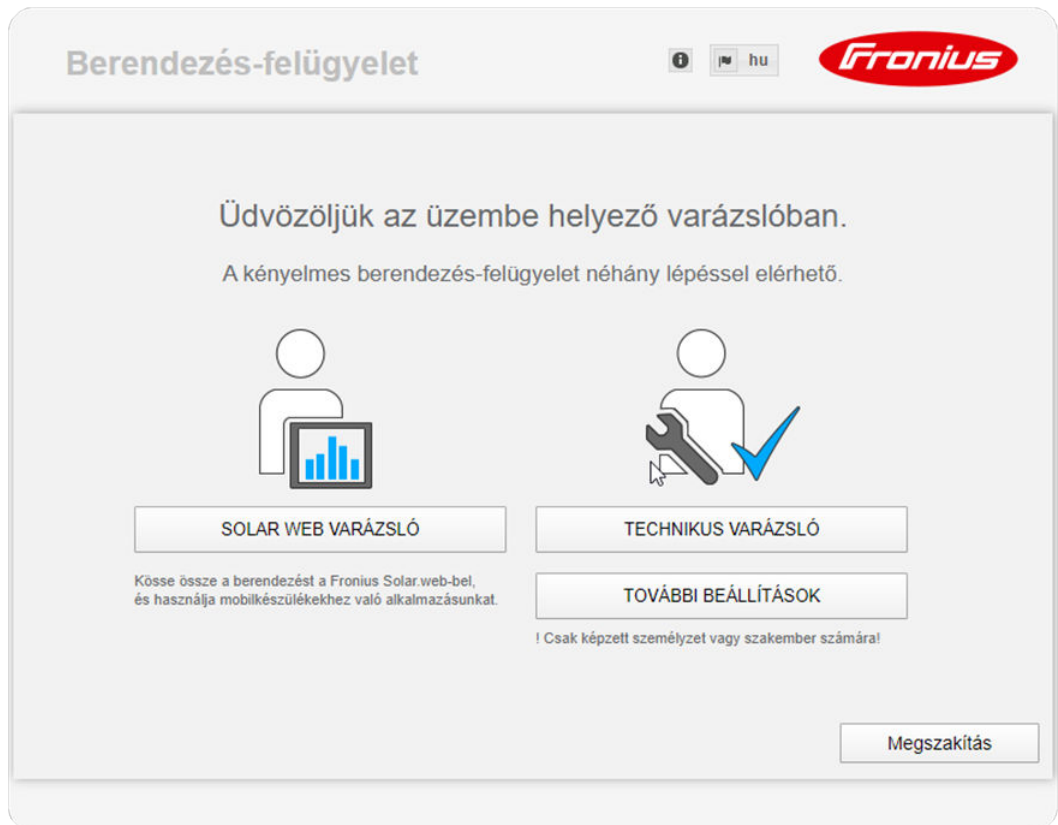 Berendezés-felügyelet
hu
Fronius
Üdvözöljük az üzembe helyező varázslóban.
A kényelmes berendezés-felügyelet néhány lépéssel elérhető.
SOLAR WEB VARÁZSLÓ
Kösse össze a berendezést a Fronius Solar.web-bel,
és használja mobilkészülékekhez való alkalmazásunkat.
TECHNIKUS VARÁZSLÓ
TOVÁBBI BEÁLLÍTÁSOK
! Csak képzett személyzet vagy szakember számára!
Megszakítás